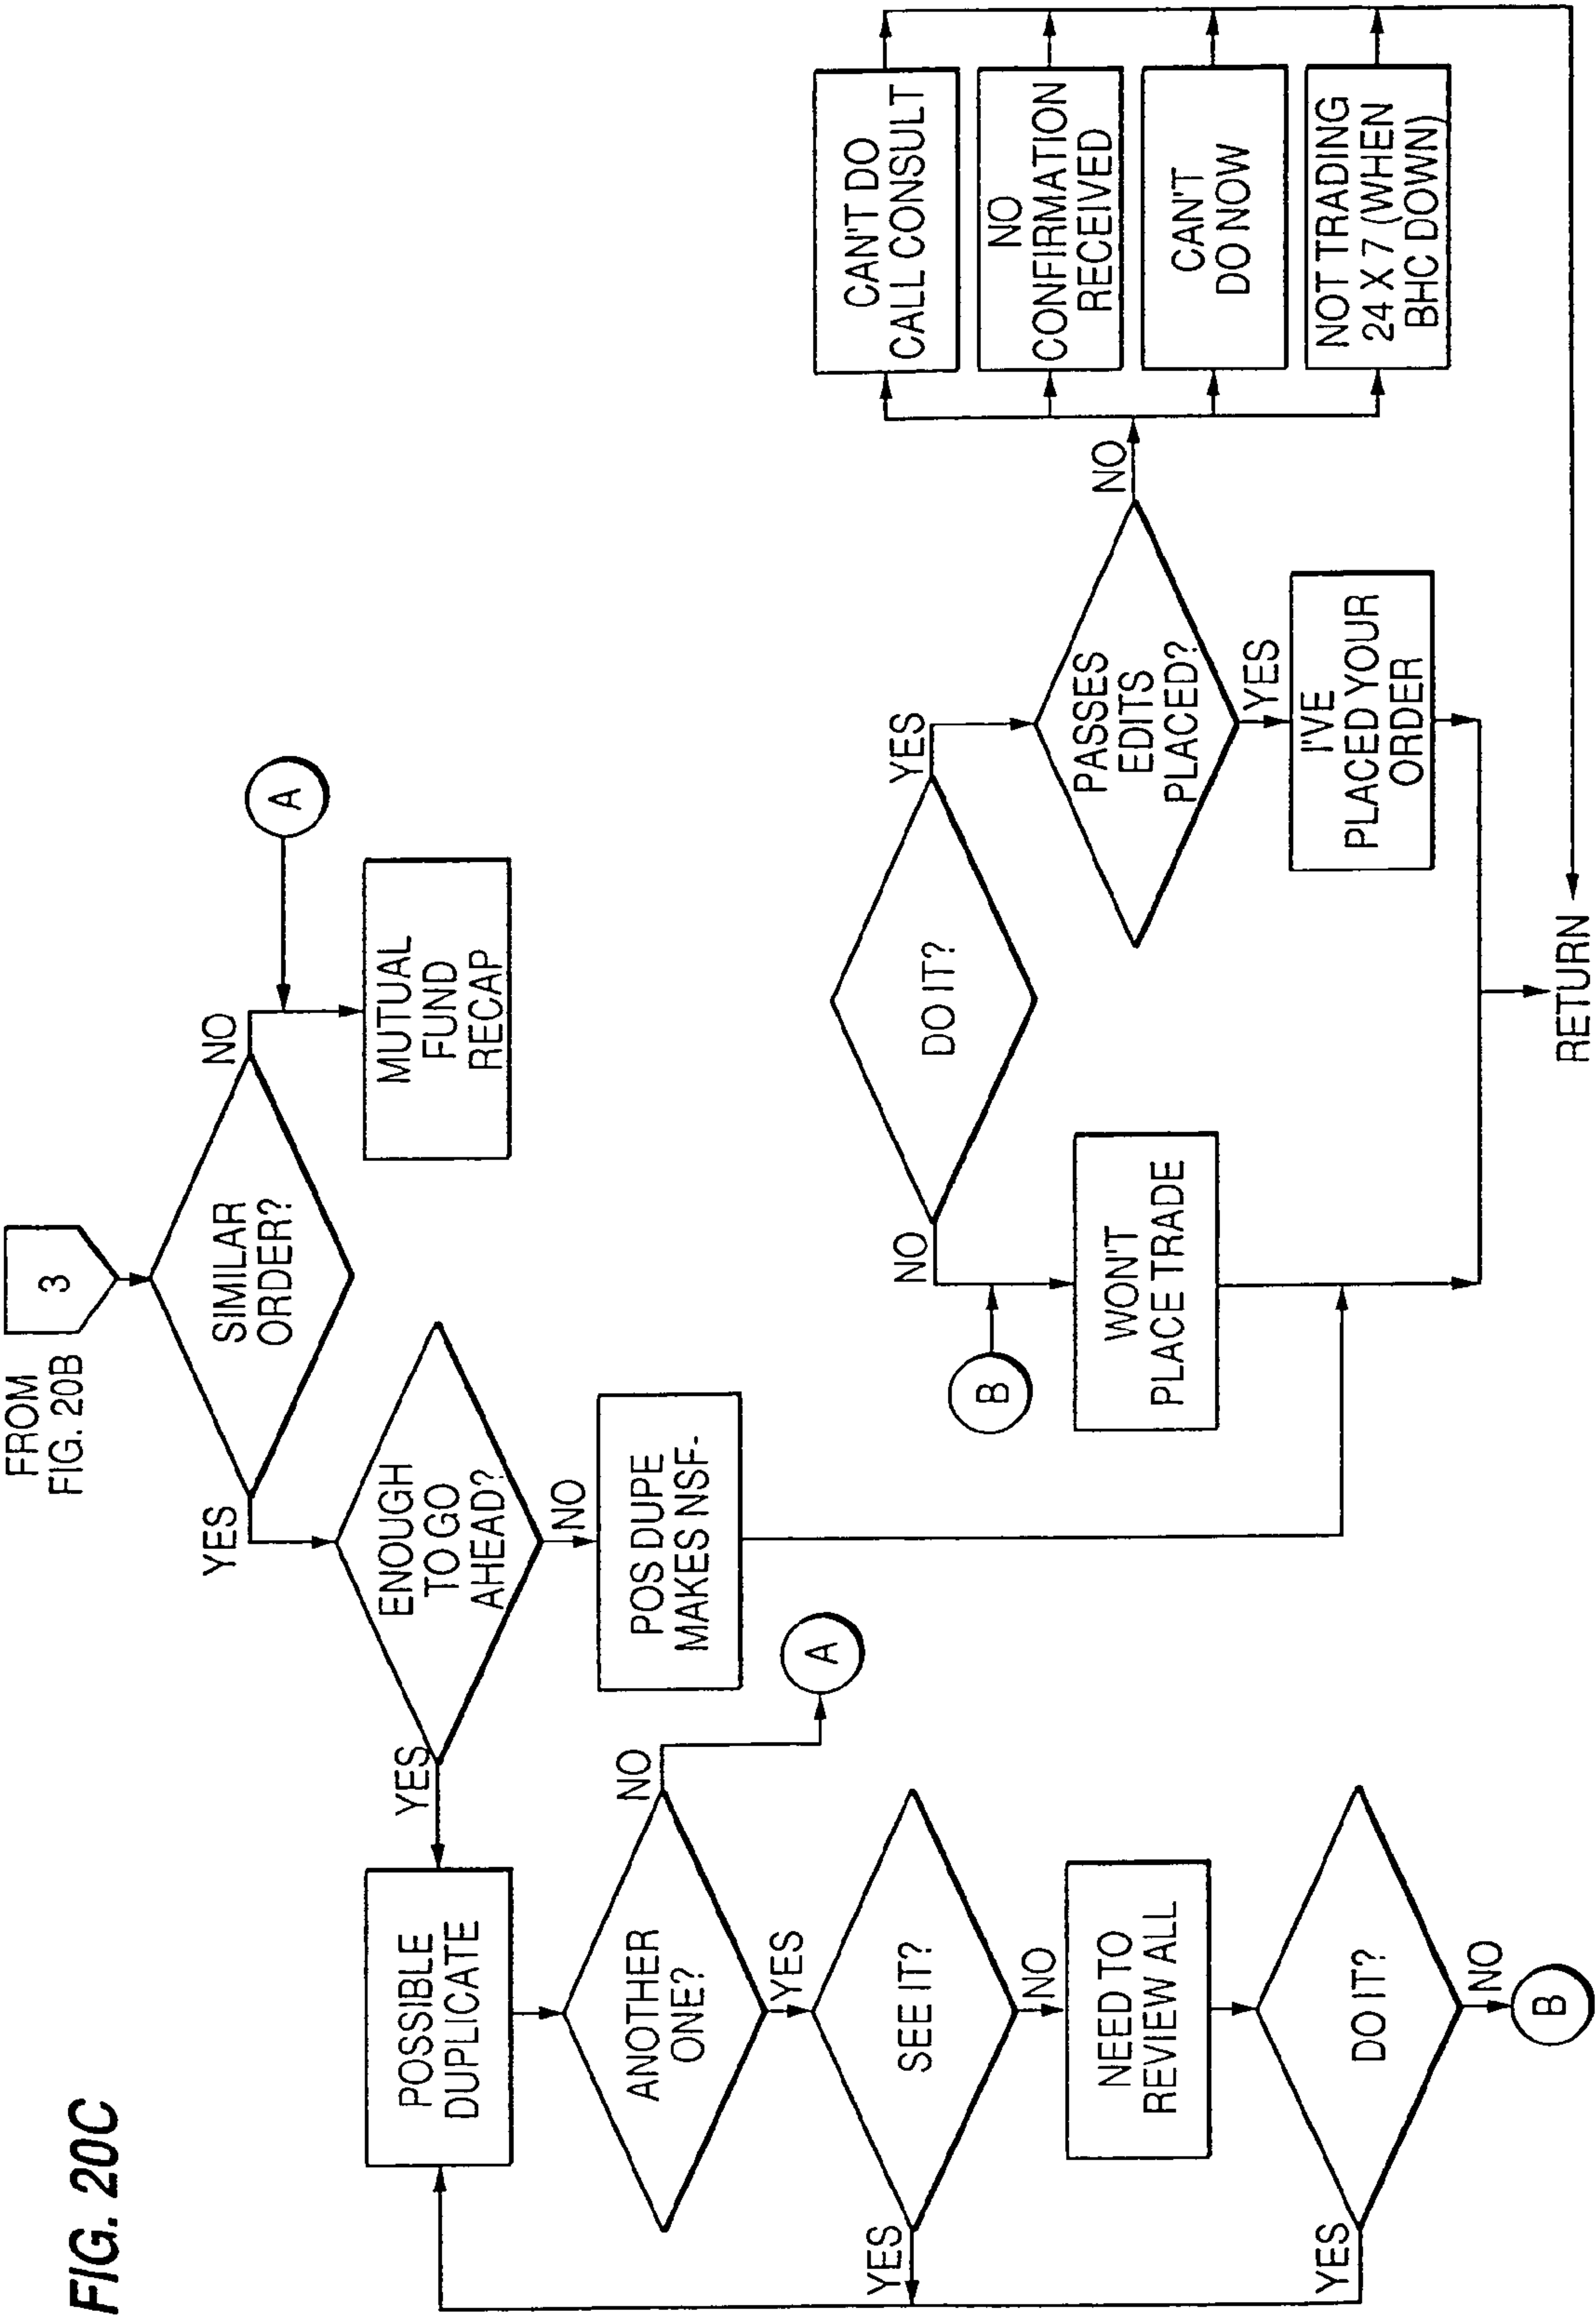 FIG. 20C
FROM
FIG. 20B
3
SIMILAR
ORDER?
YES
NO
A
MUTUAL
FUND
RECAP
ENOUGH
TO GO
AHEAD?
YES
NO
POS DUPE
MAKES NSF-
POSSIBLE
DUPLICATE
ANOTHER
ONE?
NO
A
YES
SEE IT?
YES
NO
NEED TO
REVIEW ALL
DO IT?
YES
NO
B
DO IT?
NO
YES
B
WON'T
PLACE TRADE
PASSES
EDITS
PLACED?
YES
NO
I'VE
PLACED YOUR
ORDER
CAN'T DO
CALL CONSULT
NO
CONFIRMATION
RECEIVED
CAN'T
DO NOW
NOT TRADING
24 X 7 (WHEN
BHC DOWN)
RETURN